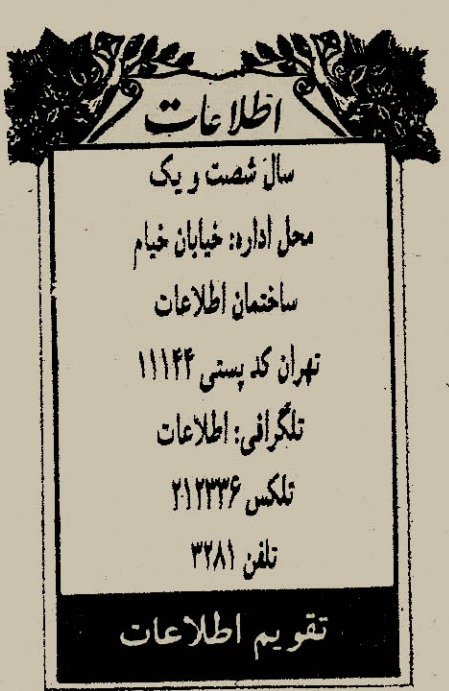 اطلاعات
سال شصت و یک
محل اداره: خیابان خیام
ساختمان اطلاعات
تهران کد پستی ۱۱۱۴۴
تلگرافی: اطلاعات
تلکس ۲۱۲۳۳۶
تلفن ۳۲۸۱
تقویم اطلاعات